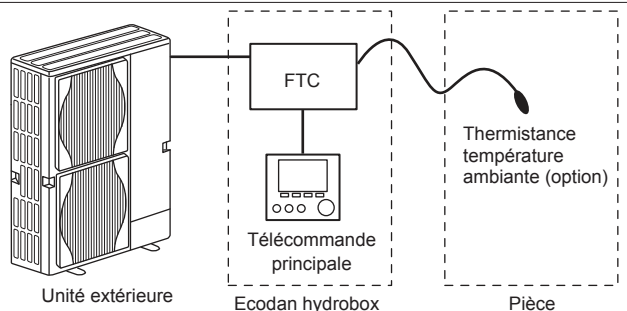 FTC
Thermistance
température
ambiante (option)
Télécommande
principale
Unité extérieure
Ecodan hydrobox
Pièce